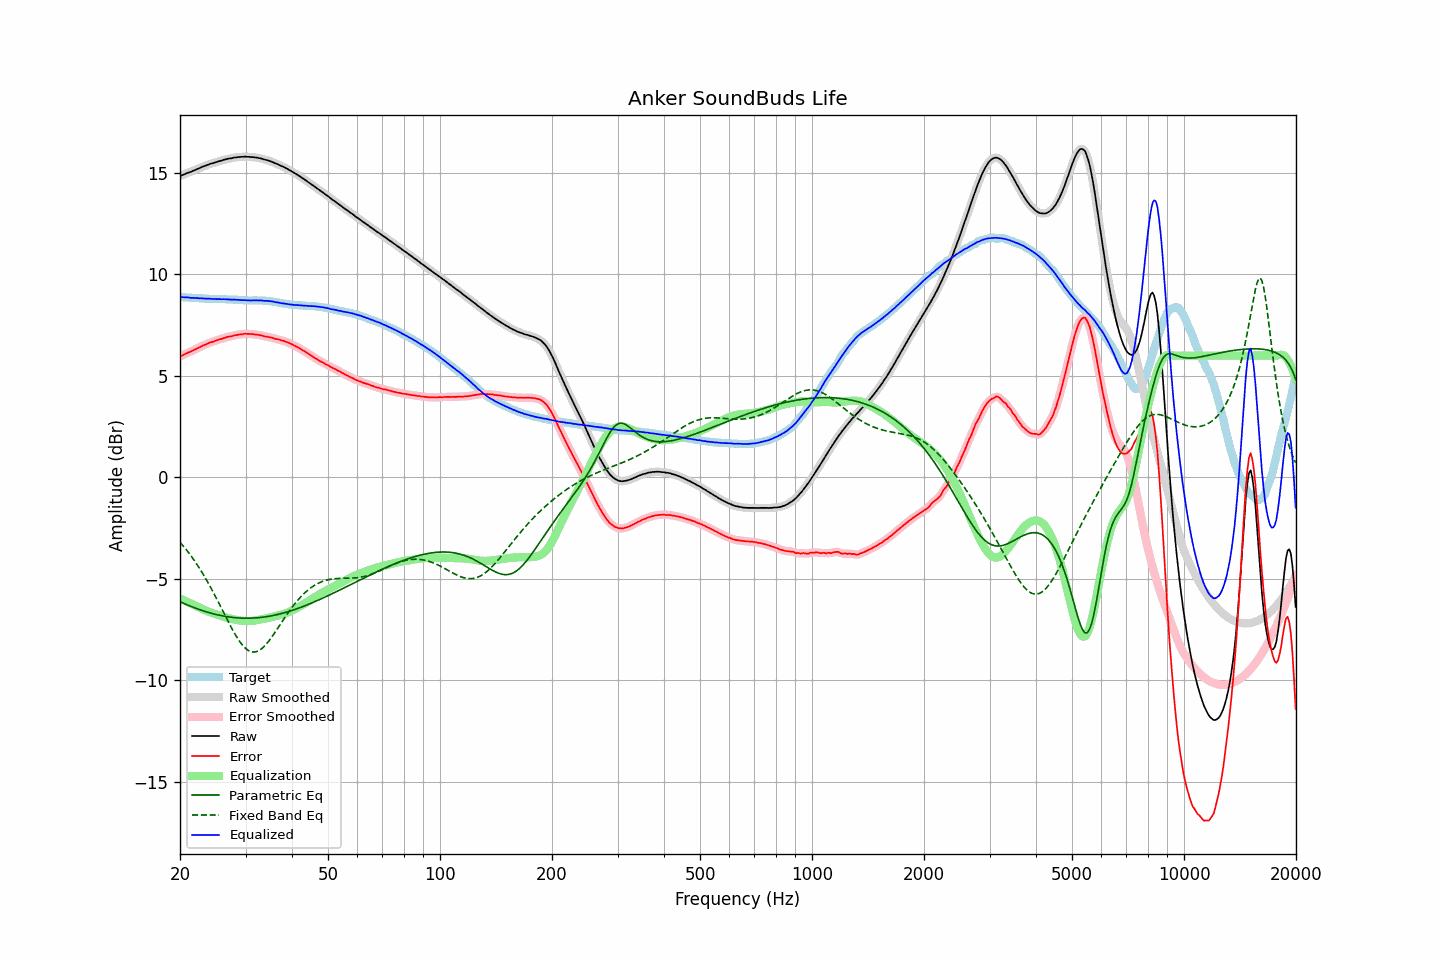 Anker SoundBuds Life
Amplitude (dBr)
15
10
5
0
−5
−10
−15
Target
Raw Smoothed
Error Smoothed
Raw
Error
Equalization
Parametric Eq
Fixed Band Eq
Equalized
20 50 100 200 500 1000 2000 5000 10000 20000
Frequency (Hz)